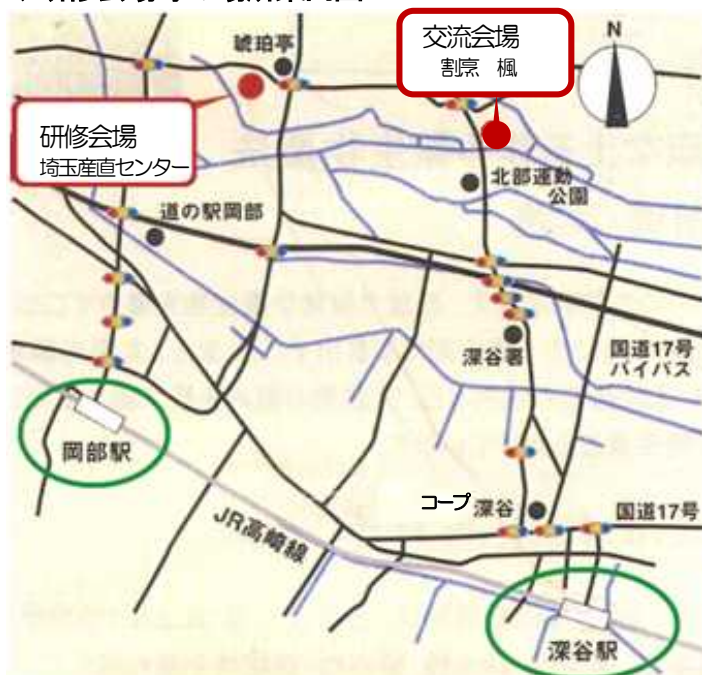 琥珀亭
交流会場
割烹 楓
N
研修会場
埼玉産直センター
北部運動
公園
道の駅岡部
深谷署
国道17号
バイパス
岡部駅
コープ 深谷
国道17号
JR高崎線
深谷駅